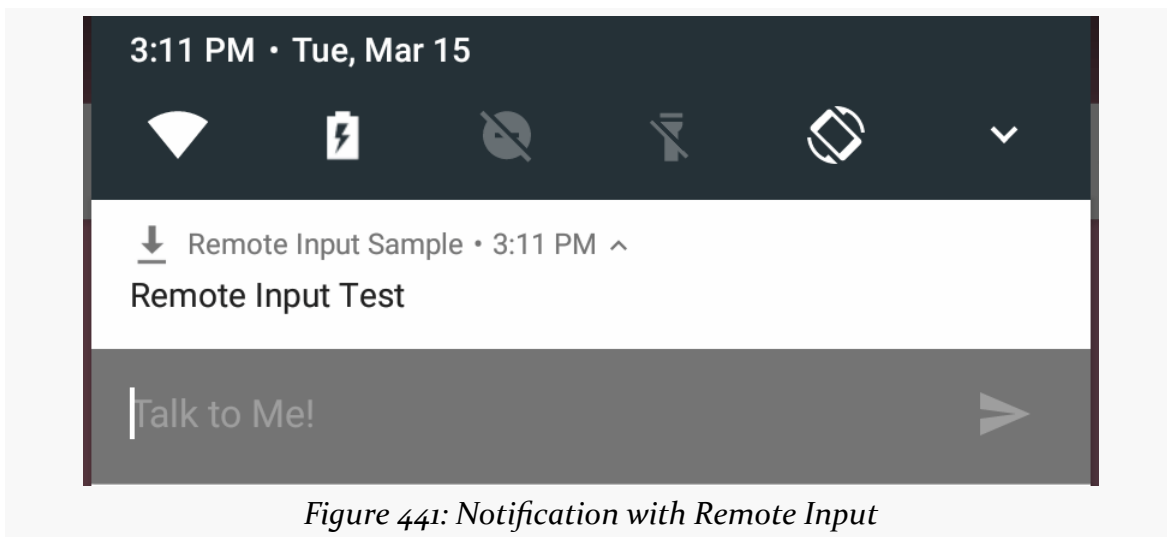 3:11 PM • Tue, Mar 15
Remote Input Sample • 3:11 PM
Remote Input Test
Talk to Me!
Figure 441: Notification with Remote Input